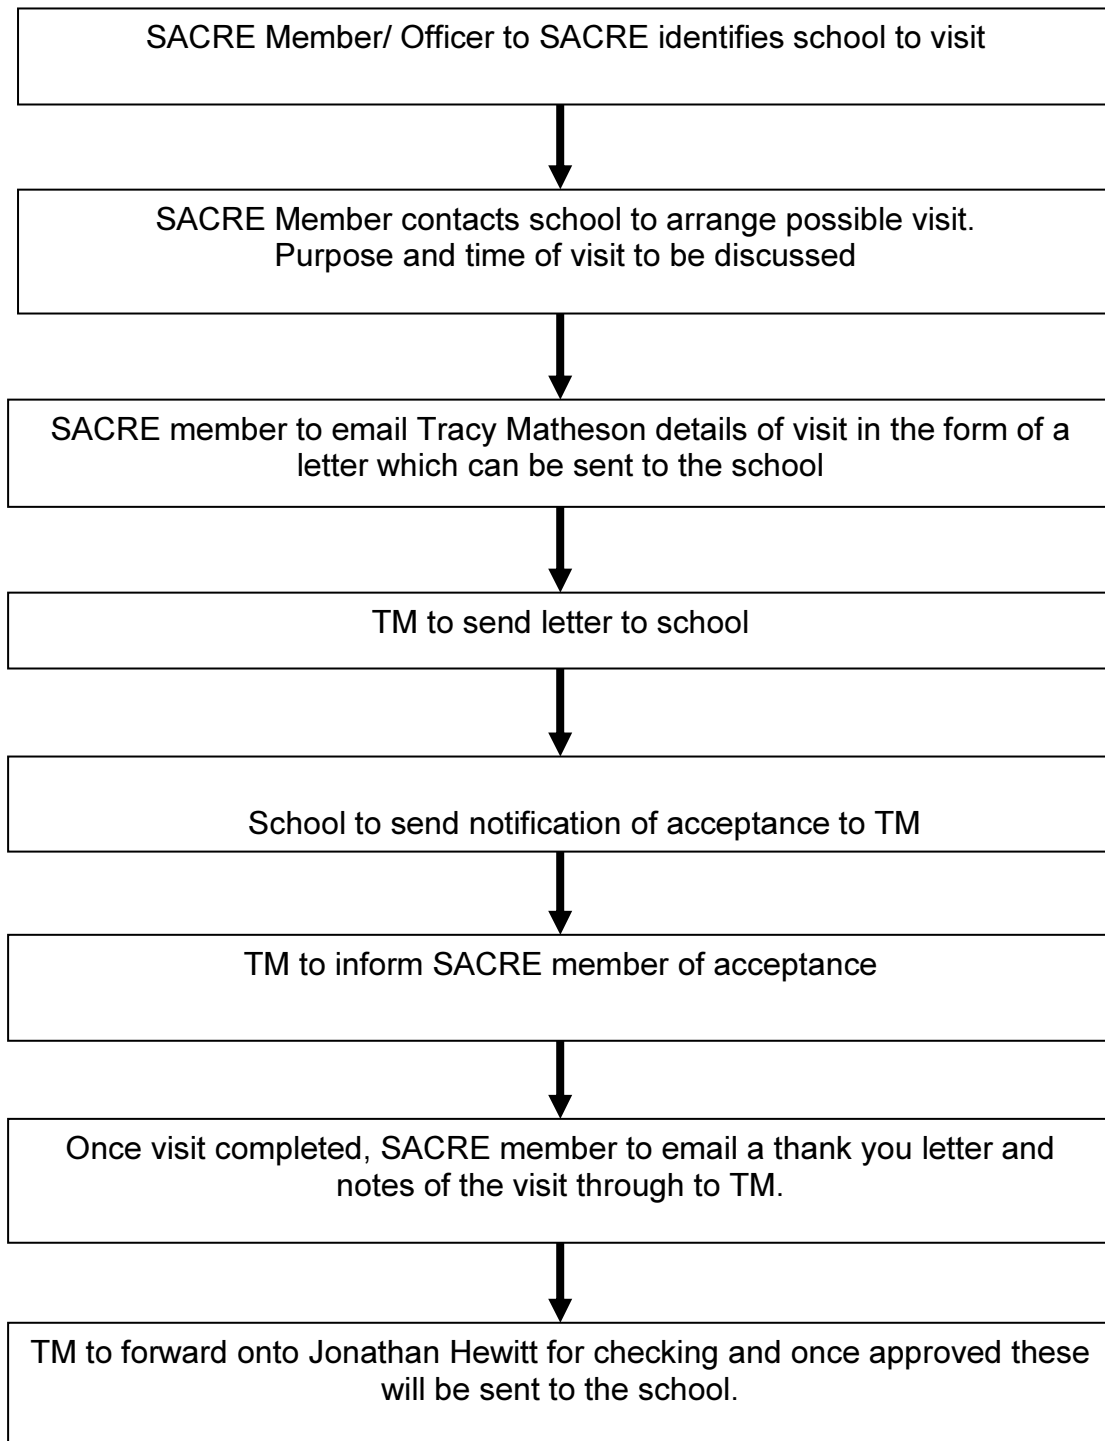 SACRE Member/ Officer to SACRE identifies school to visit
SACRE Member contacts school to arrange possible visit.
Purpose and time of visit to be discussed
SACRE member to email Tracy Matheson details of visit in the form of a
letter which can be sent to the school
TM to send letter to school
School to send notification of acceptance to TM
TM to inform SACRE member of acceptance
Once visit completed, SACRE member to email a thank you letter and
notes of the visit through to TM.
TM to forward onto Jonathan Hewitt for checking and once approved these
will be sent to the school.